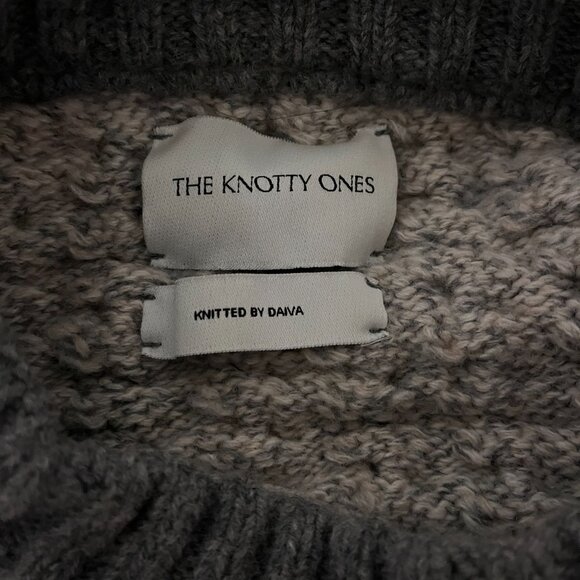 THE KNOTTY ONES
KNITTED BY DAIVA